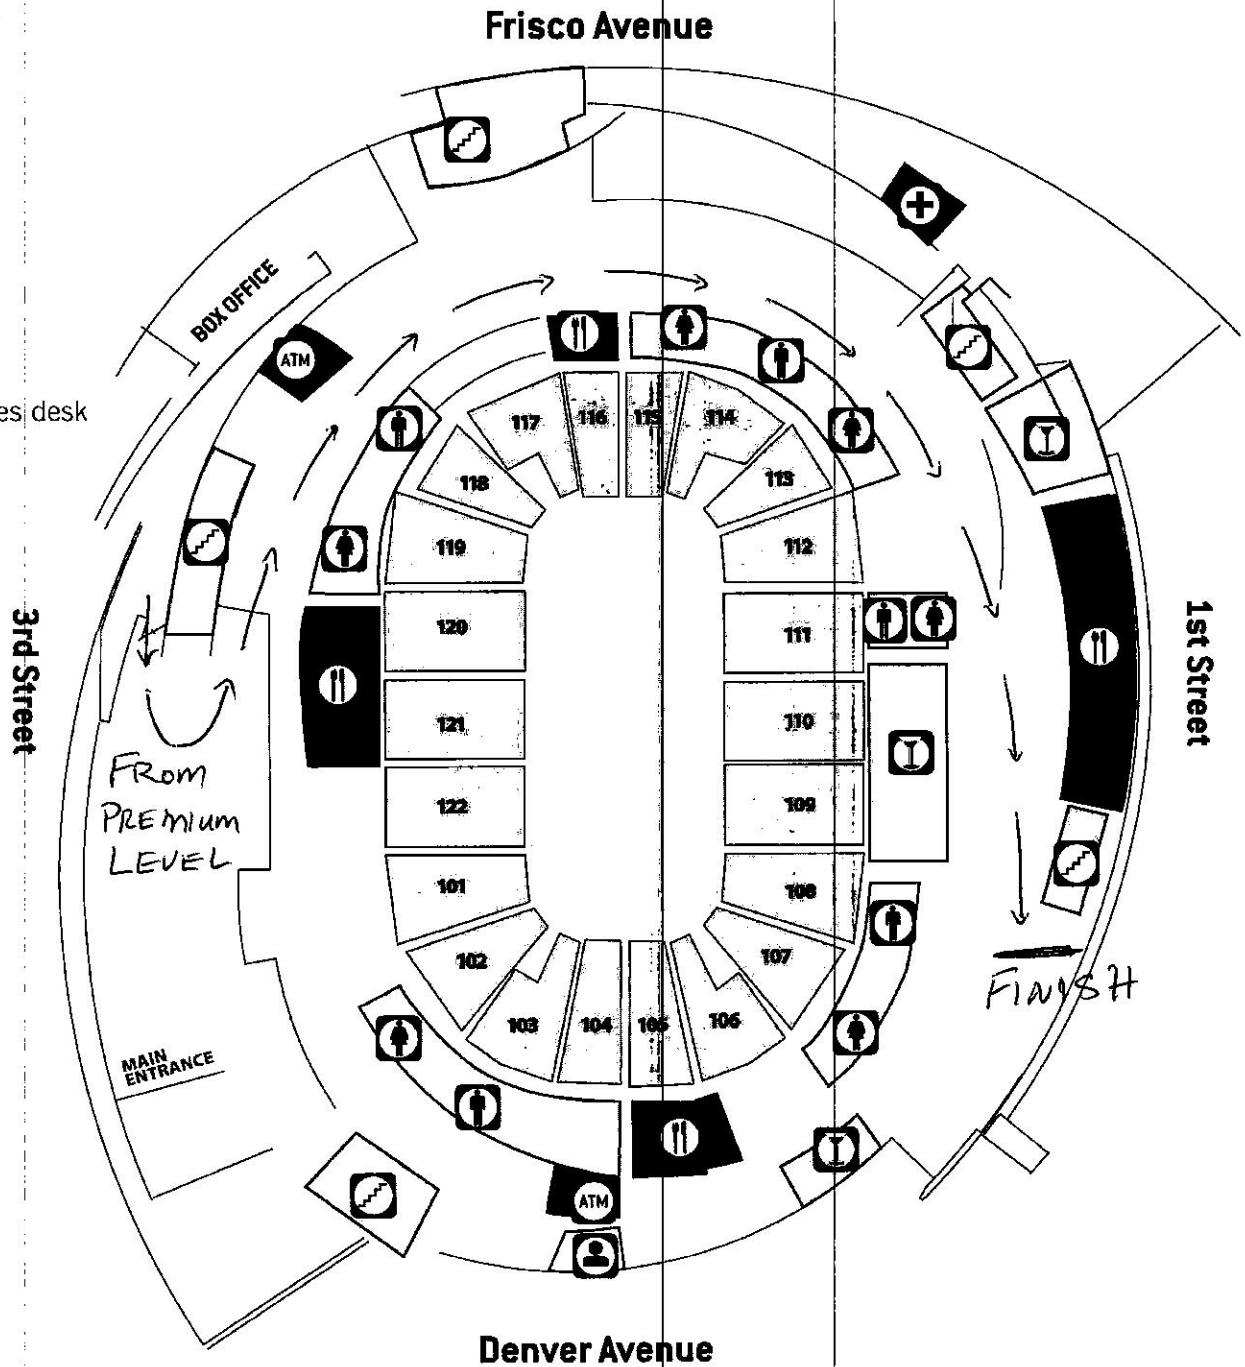 Frisco Avenue
BOX OFFICE
ATM
es desk
117
116
115
114
118
113
119
112
120
111
3rd Street
1st Street
121
110
FROM
PREMIUM
LEVEL
122
109
101
108
102
107
FINISH
103
104
105
106
MAIN
ENTRANCE
ATM
Denver Avenue